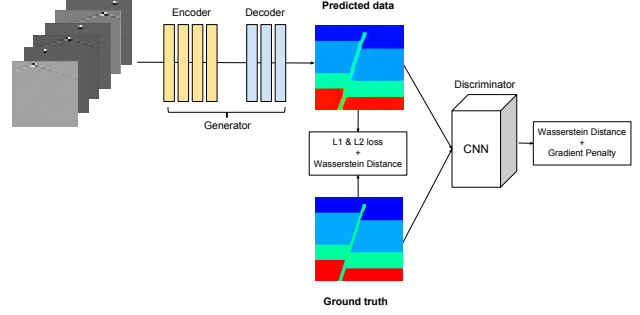 Predicted data
Encoder
Decoder
Generator
L1 & L2 loss
+
Wasserstein Distance
Discriminator
CNN
Wasserstein Distance
+
Gradient Penalty
Ground truth